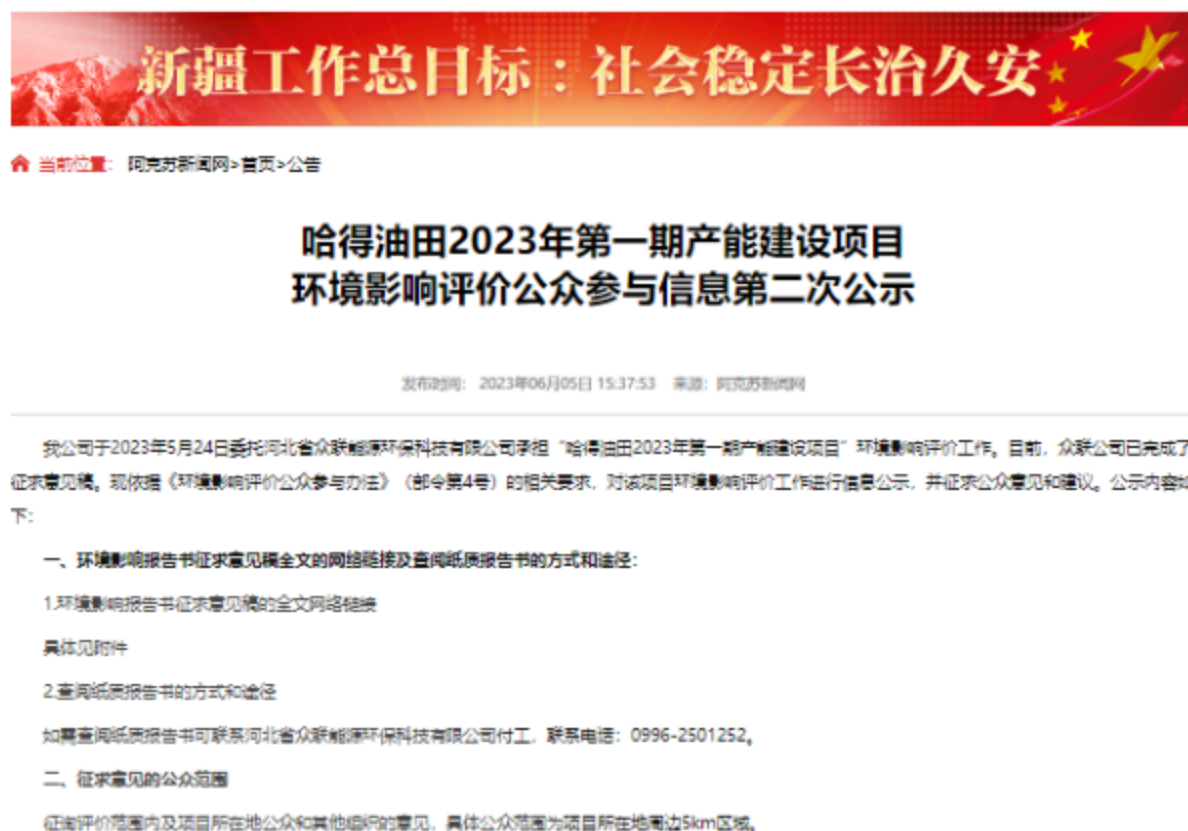 新疆工作总目标：社会稳定长治久安
当前位置： 阿克苏新闻网>首页>公告
哈得油田2023年第一期产能建设项目
环境影响评价公众参与信息第二次公示
发布时间： 2023年06月05日 15:37:53 来源：阿克苏新闻网
我公司于2023年5月24日委托河北省众联能源环保科技有限公司承担“哈得油田2023年第一期产能建设项目”环境影响评价工作。目前，众联公司已完成了
征求意见稿。现依据《环境影响评价公众参与办法》（部令第4号）的相关要求，对该项目环境影响评价工作进行信息公示，并征求公众意见和建议。公示内容如
下：
一、环境影响报告书征求意见稿全文的网络链接及查阅纸质报告书的方式和途径：
1.环境影响报告书征求意见稿的全文网络链接
具体见附件
2.查阅纸质报告书的方式和途径
如需查阅纸质报告书可联系河北省众联能源环保科技有限公司付工，联系电话：0996-2501252。
二、征求意见的公众范围
征询评价范围内及项目所在地公众和其他组织的意见，具体公众范围为项目所在地周边5km区域。